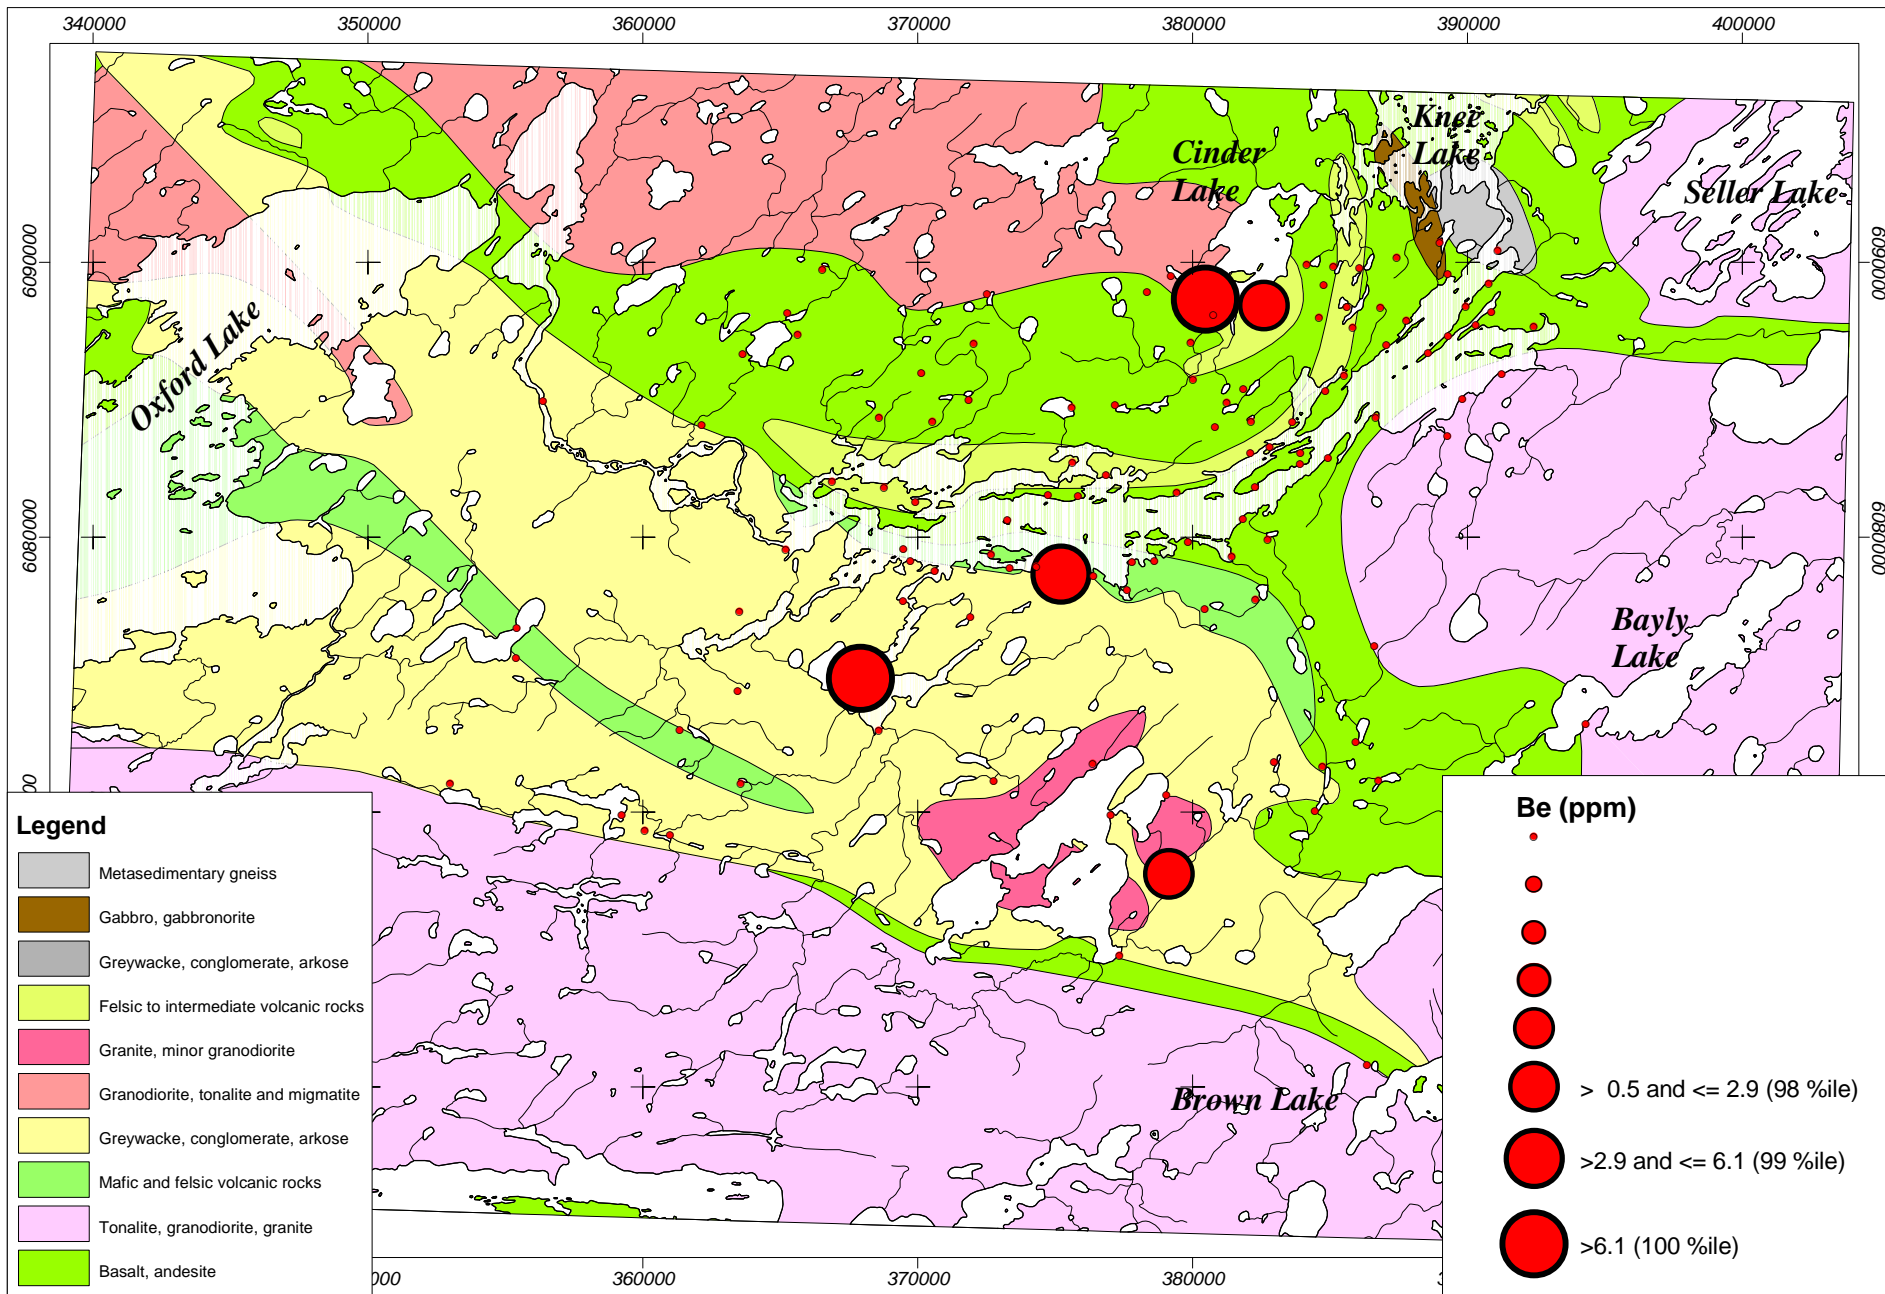 340000 350000 360000 370000 380000 390000 400000
Knee
Lake
Cinder
Lake
Seller Lake
6090000
6090000
Oxford Lake
6080000
6080000
Bayly
Lake
Brown Lake
00
Legend
Metasedimentary gneiss
Gabbro, gabbronorite
Greywacke, conglomerate, arkose
Felsic to intermediate volcanic rocks
Granite, minor granodiorite
Granodiorite, tonalite and migmatite
Greywacke, conglomerate, arkose
Mafic and felsic volcanic rocks
Tonalite, granodiorite, granite
Basalt, andesite
Be (ppm)
> 0.5 and <= 2.9 (98 %ile)
>2.9 and <= 6.1 (99 %ile)
>6.1 (100 %ile)
360000 370000 380000